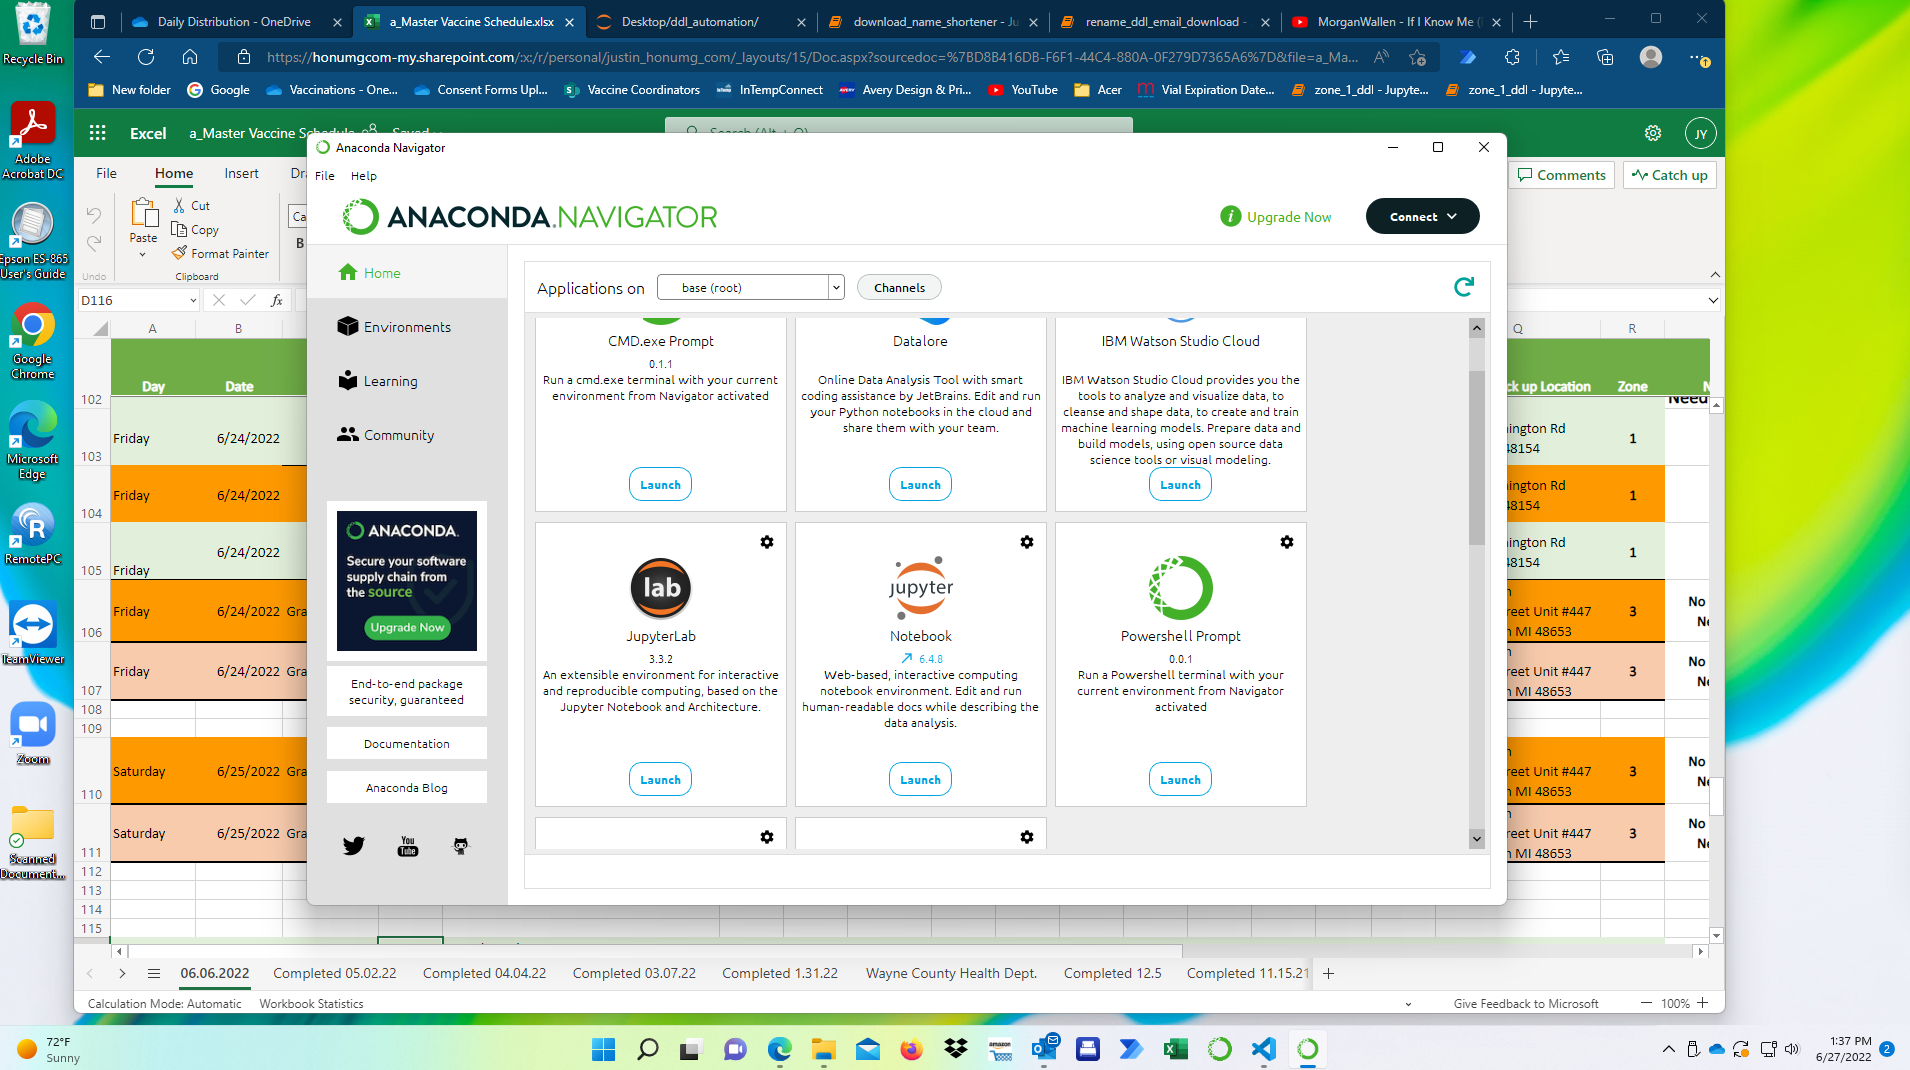 Recycle Bin
Adobe
Acrobat DC
Epson ES-865
User's Guide
Google
Chrome
Microsoft
Edge
RemotePC
TeamViewer
Zoom
Scanned
Document...
Daily Distribution - OneDrive
a_Master Vaccine Schedule.xlsx
Desktop/ddl_automation/
download_name_shortener - Ju
rename_ddl_email_download -
MorganWallen - If I Know Me (
https://honumgcom-my.sharepoint.com/:x:/r/personal/justin_honumg_com/_layouts/15/Doc.aspx?sourcedoc=%7BD8B416DB-F6F1-44C4-880A-0F279D7365A6%7D&file=a_Ma...
New folder
Google
Vaccinations - One...
Consent Forms Upl...
Vaccine Coordinators
InTempConnect
Avery Design & Pri...
YouTube
Acer
Vial Expiration Date...
zone_1_ddl - Jupyte...
zone_1_ddl - Jupyte...
Excel
a_Master Vaccine Schedule
Saved
Search (Alt + Q)
JY
File
Home
Insert
Comments
Catch up
Undo
Paste
Cut
Copy
Format Painter
Clipboard
Ca
B
D116
fx
A
B
Q
R
102
Day
Date
ck up Location
Zone
103
Friday
6/24/2022
ington Rd
48154
1
Need
104
Friday
6/24/2022
ington Rd
48154
1
105
Friday
6/24/2022
ington Rd
48154
1
106
Friday
6/24/2022
Gra
reet Unit #447
MI 48653
3
No
Ne
107
Friday
6/24/2022
Gra
reet Unit #447
MI 48653
3
No
Ne
108
109
110
Saturday
6/25/2022
Gra
reet Unit #447
MI 48653
3
No
Ne
111
Saturday
6/25/2022
Gra
reet Unit #447
MI 48653
3
No
Ne
112
113
114
115
Anaconda Navigator
File
Help
ANACONDA.NAVIGATOR
Upgrade Now
Connect
Home
Environments
Learning
Community
ANACONDA.
Secure your software
supply chain from
the source
Upgrade Now
End-to-end package
security, guaranteed
Documentation
Anaconda Blog
You
Tube
Applications on
base (root)
Channels
CMD.exe Prompt
0.1.1
Run a cmd.exe terminal with your current
environment from Navigator activated
Launch
Datalore
Online Data Analysis Tool with smart
coding assistance by JetBrains. Edit and run
your Python notebooks in the cloud and
share them with your team.
Launch
IBM Watson Studio Cloud
IBM Watson Studio Cloud provides you the
tools to analyze and visualize data, to
cleanse and shape data, to create and train
machine learning models. Prepare data and
build models, using open source data
science tools or visual modeling.
Launch
lab
JupyterLab
3.3.2
An extensible environment for interactive
and reproducible computing, based on the
Jupyter Notebook and Architecture.
Launch
jupyter
Notebook
6.4.8
Web-based, interactive computing
notebook environment. Edit and run
human-readable docs while describing the
data analysis.
Launch
Powershell Prompt
0.0.1
Run a Powershell terminal with your
current environment from Navigator
activated
Launch
06.06.2022
Completed 05.02.22
Completed 04.04.22
Completed 03.07.22
Completed 1.31.22
Wayne County Health Dept.
Completed 12.5
Completed 11.15.21
Calculation Mode: Automatic
Workbook Statistics
Give Feedback to Microsoft
100%
72°F
Sunny
1:37 PM
6/27/2022
2